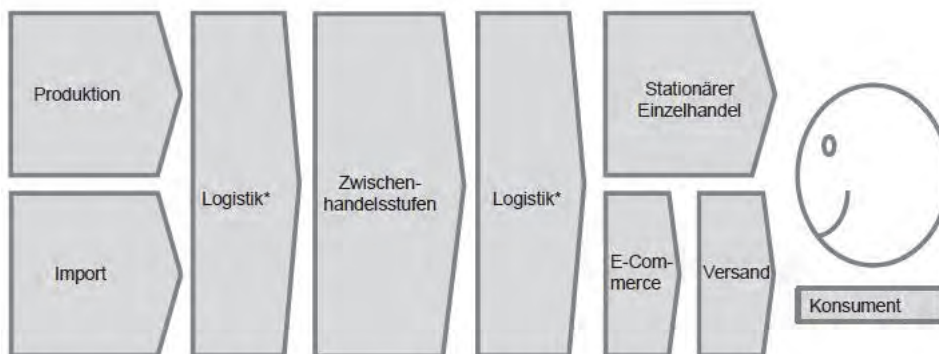 Produktion
Import
Logistik*
Zwischen-
handelsstufen
Logistik*
Stationärer
Einzelhandel
E-Com-
merce
Versand
Konsument